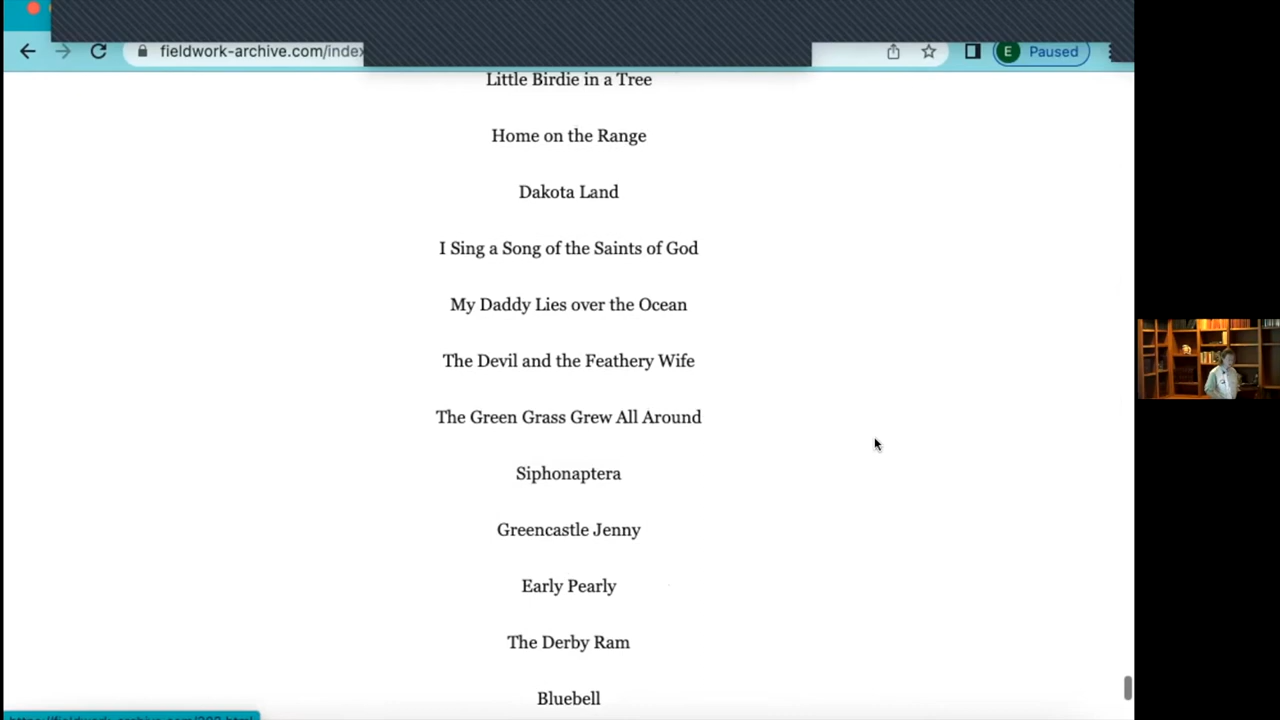 fieldwork-archive.com/index
E
Paused
Little Birdie in a Tree
Home on the Range
Dakota Land
I Sing a Song of the Saints of God
My Daddy Lies over the Ocean
The Devil and the Feathery Wife
The Green Grass Grew All Around
Siphonaptera
Greencastle Jenny
Early Pearly
The Derby Ram
Bluebell